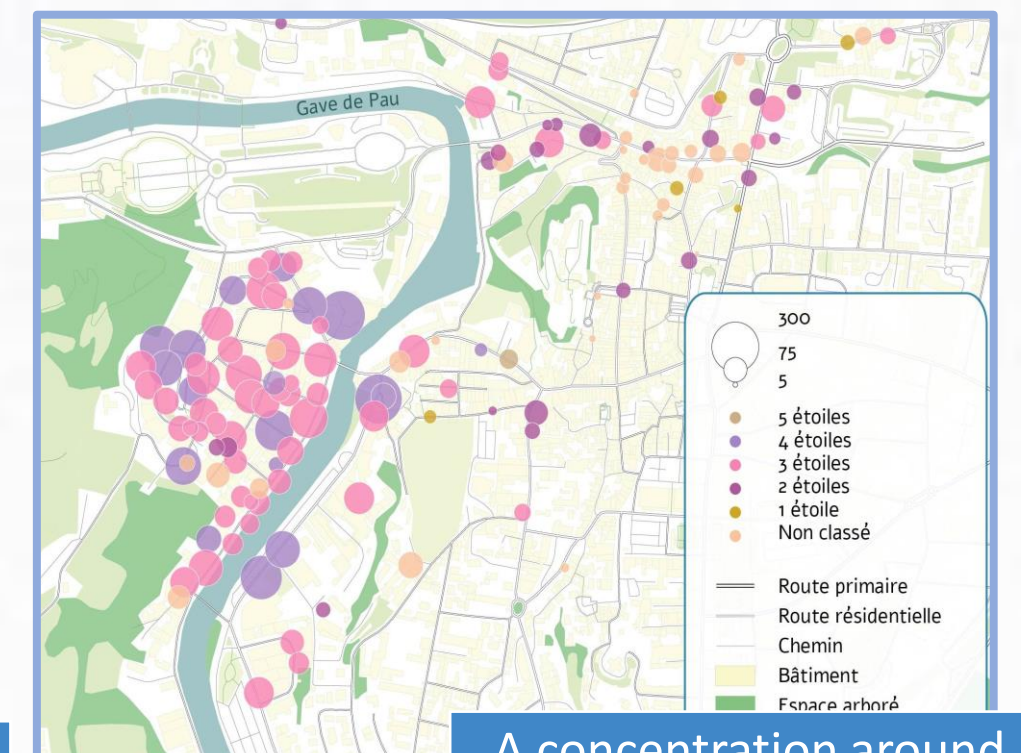 Gave de Pau
300
75
5
5 étoiles
4 étoiles
3 étoiles
2 étoiles
1 étoile
Non classé
Route primaire
Route résidentielle
Chemin
Bâtiment
Espace arboré
A concentration around